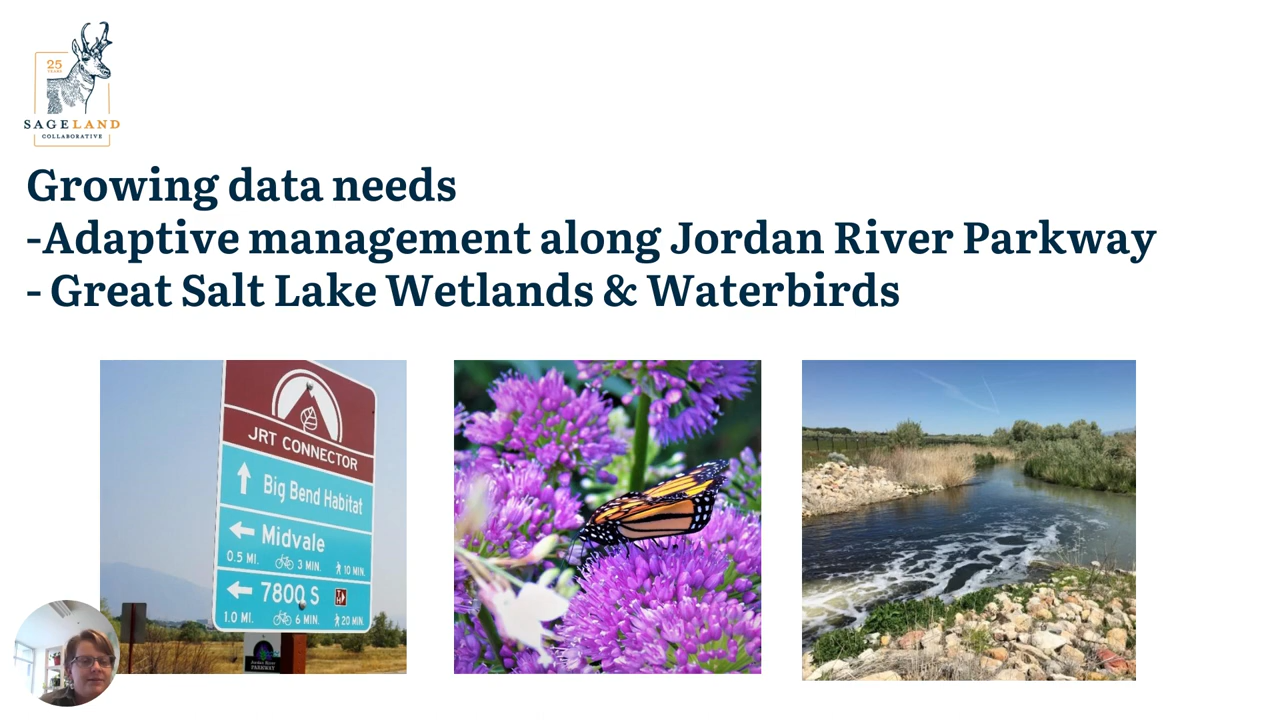 25
YEARS
SAGELAND
COLLABORATIVE
Growing data needs
-Adaptive management along Jordan River Parkway
- Great Salt Lake Wetlands & Waterbirds
JRT CONNECTOR
Big Bend Habitat
Midvale
0.5 MI. 3 MIN. 10 MIN.
7800 S
1.0 MI. 6 MIN. 20 MIN.
Jordan River
PARKWAY